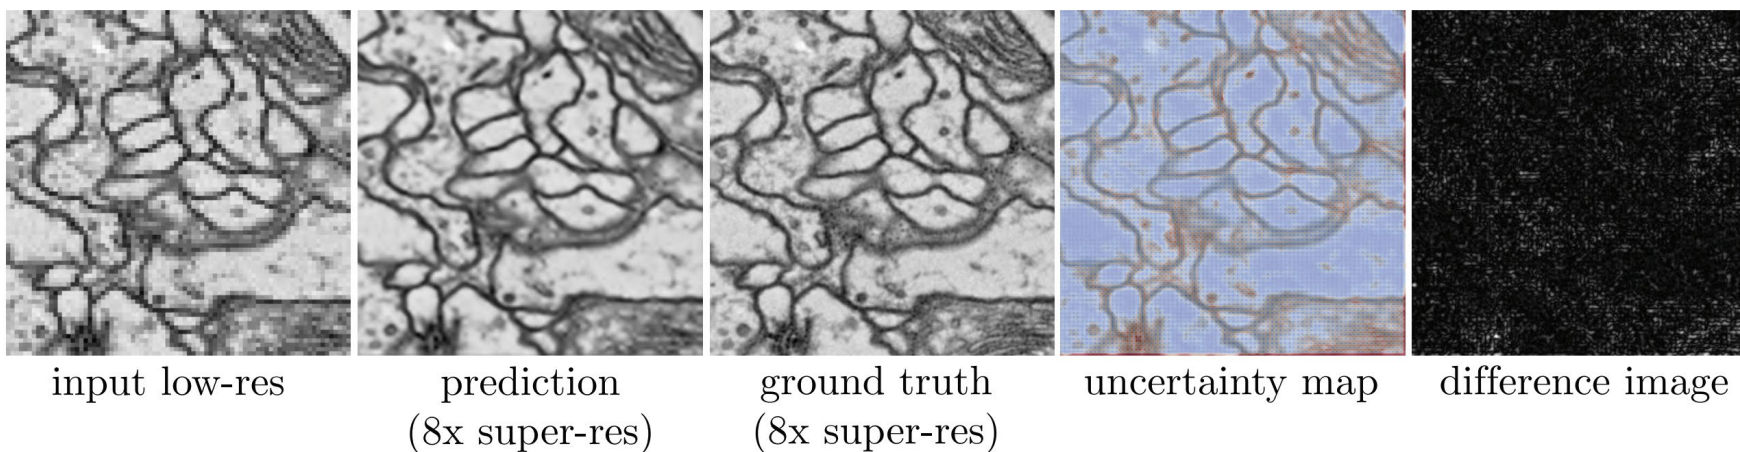 input low-res
prediction
(8x super-res)
ground truth
(8x super-res)
uncertainty map
difference image